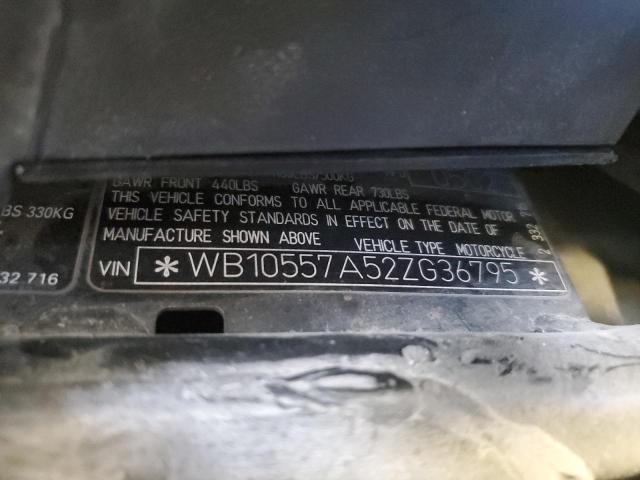 GAWR FRONT 440LBS GAWR REAR 730LBS
THIS VEHICLE CONFORMS TO ALL APPLICABLE FEDERAL MOTOR
VEHICLE SAFETY STANDARDS IN EFFECT ON THE DATE OF
MANUFACTURE SHOWN ABOVE VEHICLE TYPE MOTORCYCLE
VIN * WB10557A52ZG36795 *
BS 330KG
32 716